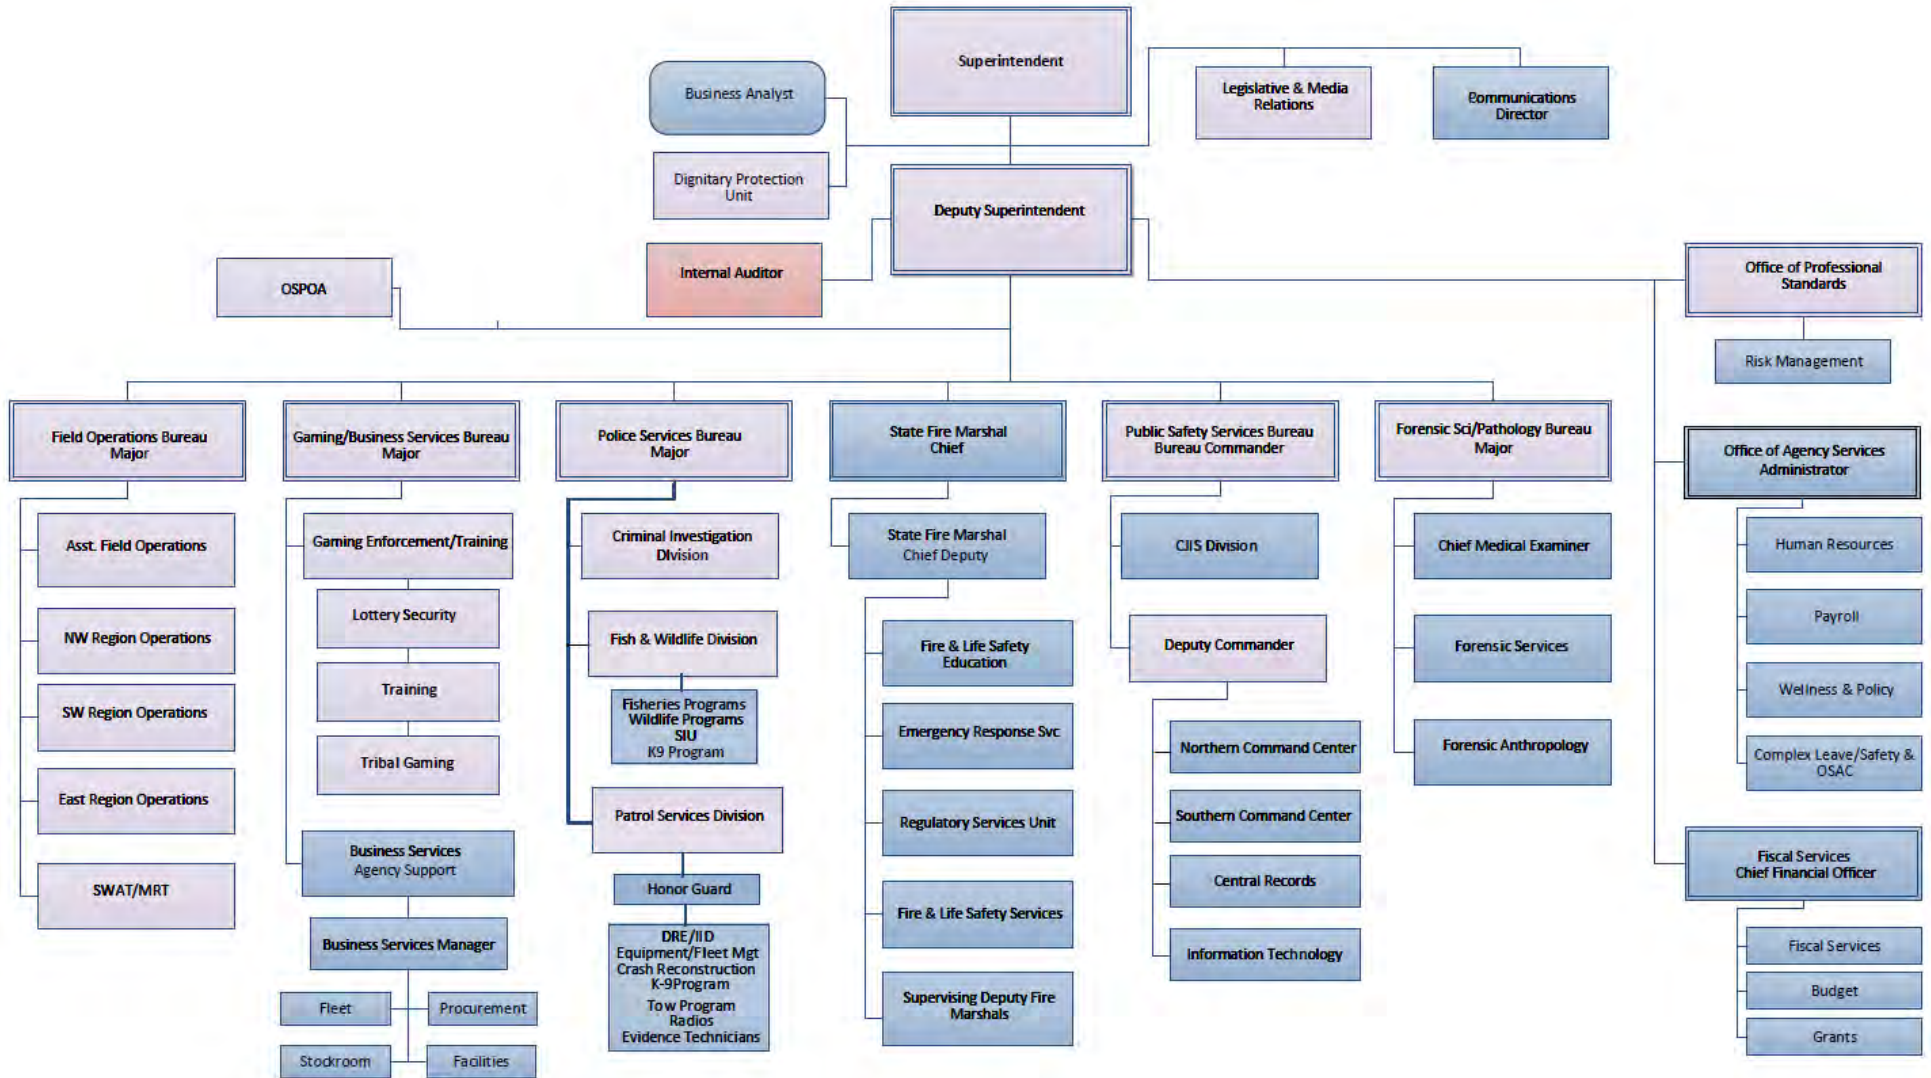 Superintendent
Business Analyst
Legislative & Media
Relations
Communications
Director
Dignitary Protection
Unit
Deputy Superintendent
Internal Auditor
OSPOA
Office of Professional
Standards
Risk Management
Field Operations Bureau
Major
Gaming/Business Services Bureau
Major
Police Services Bureau
Major
State Fire Marshal
Chief
Public Safety Services Bureau
Bureau Commander
Forensic Sci/Pathology Bureau
Major
Office of Agency Services
Administrator
Asst. Field Operations
NW Region Operations
SW Region Operations
East Region Operations
SWAT/MRT
Gaming Enforcement/Training
Lottery Security
Training
Tribal Gaming
Business Services
Agency Support
Business Services Manager
Fleet
Procurement
Stockroom
Facilities
Criminal Investigation
Division
Fish & Wildlife Division
Fisheries Programs
Wildlife Programs
SIU
K9 Program
Patrol Services Division
Honor Guard
DRE/IID
Equipment/Fleet Mgt
Crash Reconstruction
K-9Program
Tow Program
Radios
Evidence Technicians
State Fire Marshal
Chief Deputy
Fire & Life Safety
Education
Emergency Response Svc
Regulatory Services Unit
Fire & Life Safety Services
Supervising Deputy Fire
Marshals
CJIS Division
Deputy Commander
Northern Command Center
Southern Command Center
Central Records
Information Technology
Chief Medical Examiner
Forensic Services
Forensic Anthropology
Human Resources
Payroll
Wellness & Policy
Complex Leave/Safety &
OSAC
Fiscal Services
Chief Financial Officer
Fiscal Services
Budget
Grants